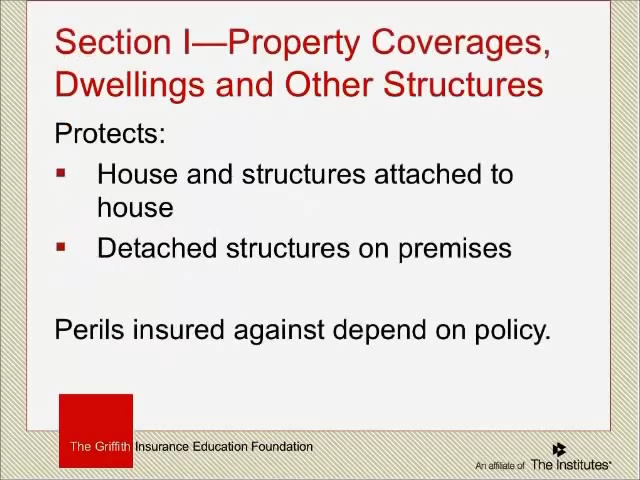 Section I—Property Coverages,
Dwellings and Other Structures
Protects:
House and structures attached to
house
Detached structures on premises
Perils insured against depend on policy.
The Griffith Insurance Education Foundation
An affiliate of The Institutes